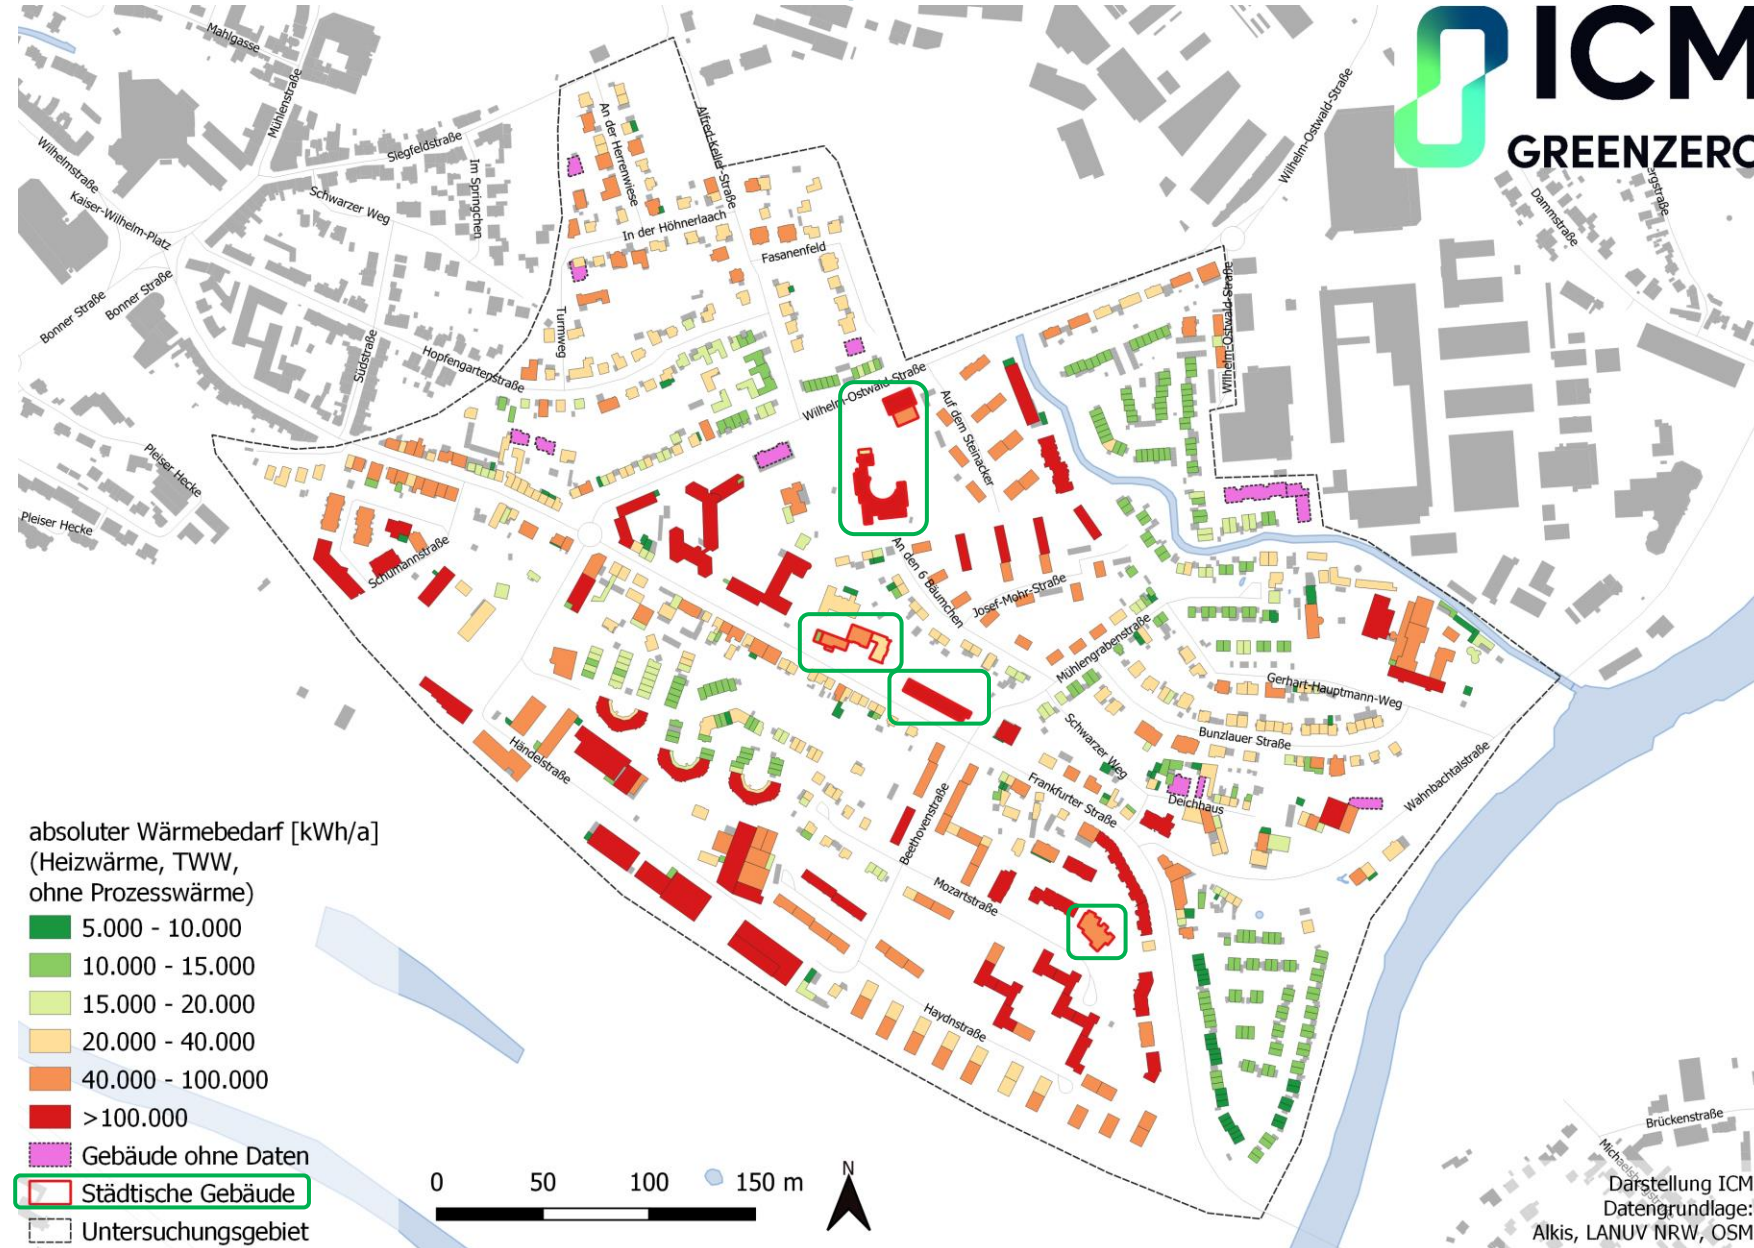 Mahlgasse
Mühlenstraße
Siegfeldstraße
Im Springchen
Schwarzer Weg
Wilhelmstraße
Kaiser-Wilhelm-Platz
Bonner Straße
Bonner Straße
Südstraße
Hopfengartenstraße
Turmweg
An der Herrenwiese
Alfred-Keller-Straße
In der Höhnerlaach
Fasanenfeld
Wilhelm-Ostwald-Straße
Wilhelm-Ostwald-Straße
Wilhelm-Ostwald-Straße
ICM
GREENZERO
Dammstraße
ergstraße
Pleiser Hecke
Pleiser Hecke
Schumannstraße
Auf dem Steinacker
An den 6 Bäumchen
Josef-Mohr-Straße
Mühlengrabenstraße
Gerhart-Hauptmann-Weg
Bunzlauer Straße
Schwarzer Weg
Deichhaus
Wahnbachtalstraße
Frankfurter Straße
Händelstraße
Beethovenstraße
Mozartstraße
Haydnstraße
Brückenstraße
absoluter Wärmebedarf [kWh/a]
(Heizwärme, TWW,
ohne Prozesswärme)
5.000 - 10.000
10.000 - 15.000
15.000 - 20.000
20.000 - 40.000
40.000 - 100.000
>100.000
Gebäude ohne Daten
Städtische Gebäude
Untersuchungsgebiet
0 50 100 150 m
N
Darstellung ICM
Datengrundlage:
Alkis, LANUV NRW, OSM